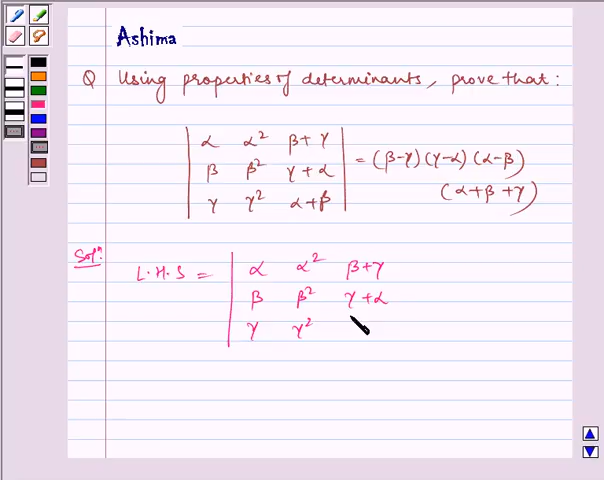 Ashima
Q Using properties of determinants, prove that:
| α α² β+γ |
| β β² γ+α | = (β-γ)(γ-α)(α-β)
| γ γ² α+β | (α+β+γ)
Solⁿ:
L.H.S = | α α² β+γ
β β² γ+α
γ γ²